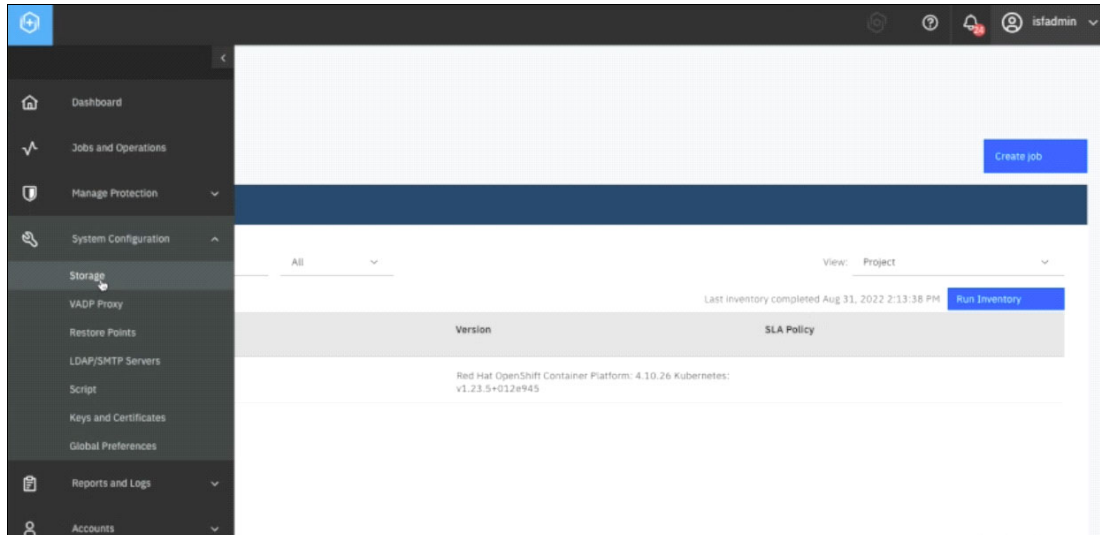 isfadmin
24
Dashboard
Jobs and Operations
Create job
Manage Protection
System Configuration
All
View: Project
Storage
Last inventory completed Aug 31, 2022 2:13:38 PM Run Inventory
VADP Proxy
Restore Points
Version SLA Policy
LDAP/SMTP Servers
Script
Red Hat OpenShift Container Platform: 4.10.26 Kubernetes:
v1.23.5+012e945
Keys and Certificates
Global Preferences
Reports and Logs
Accounts